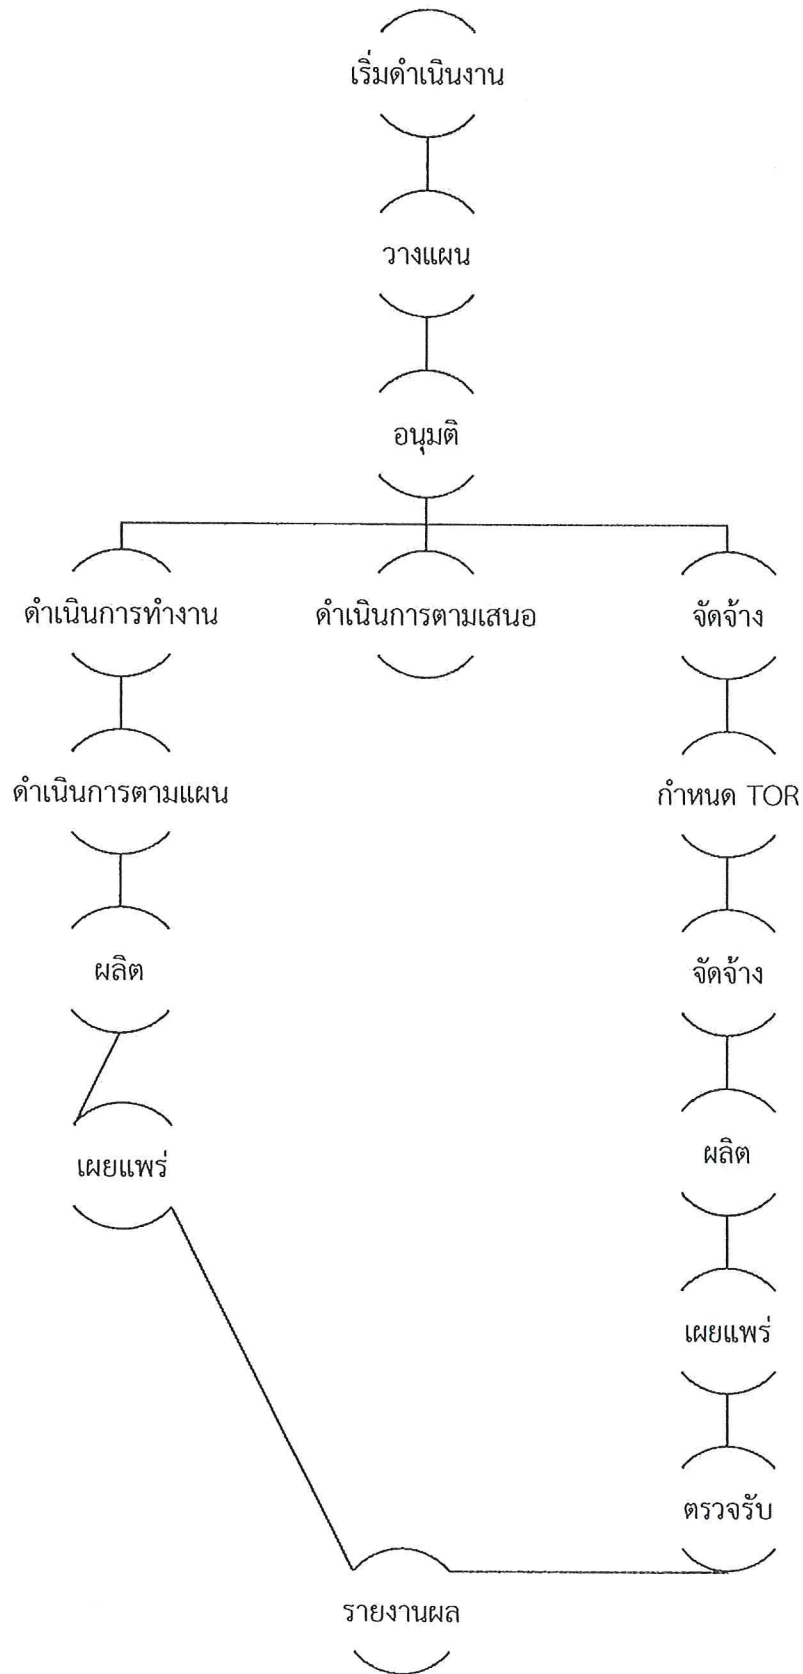 เริ่มดำเนินงาน
วางแผน
อนุมติ
ดำเนินการทำงาน
ดำเนินการตามเสนอ
จัดจ้าง
ดำเนินการตามแผน
กำหนด TOR
ผลิต
จัดจ้าง
เผยแพร่
ผลิต
เผยแพร่
ตรวจรับ
รายงานผล